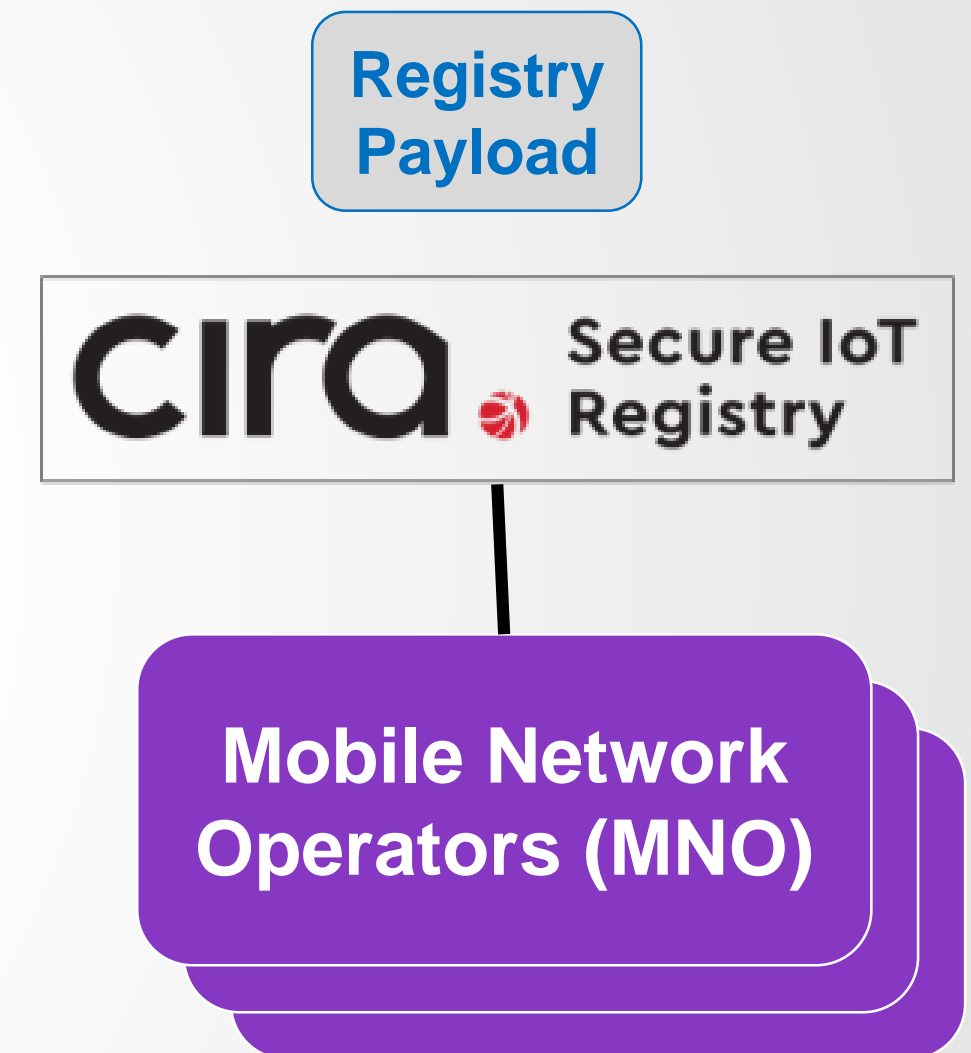 Registry
Payload
cira. Secure IoT
Registry
Mobile Network
Operators (MNO)